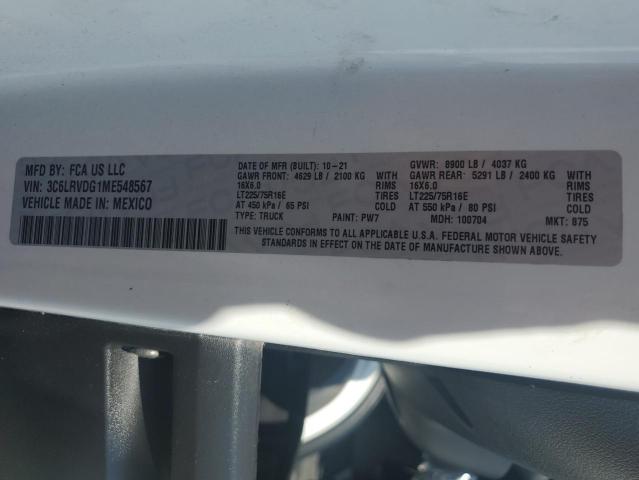 MFD BY: FCA US LLC
VIN: 3C6LRVDG1ME548567
VEHICLE MADE IN: MEXICO
DATE OF MFR (BUILT): 10-21
GAWR FRONT: 4629 LB / 2100 KG WITH
16X6.0 RIMS
LT225/75R16E TIRES
AT 450 kPa / 65 PSI COLD
TYPE: TRUCK PAINT: PW7
GVWR: 8900 LB / 4037 KG
GAWR REAR: 5291 LB / 2400 KG WITH
16X6.0 RIMS
LT225/75R16E TIRES
AT 550 kPa / 80 PSI COLD
MDH: 100704 MKT: 875
THIS VEHICLE CONFORMS TO ALL APPLICABLE U.S.A. FEDERAL MOTOR VEHICLE SAFETY
STANDARDS IN EFFECT ON THE DATE OF MANUFACTURE SHOWN ABOVE.